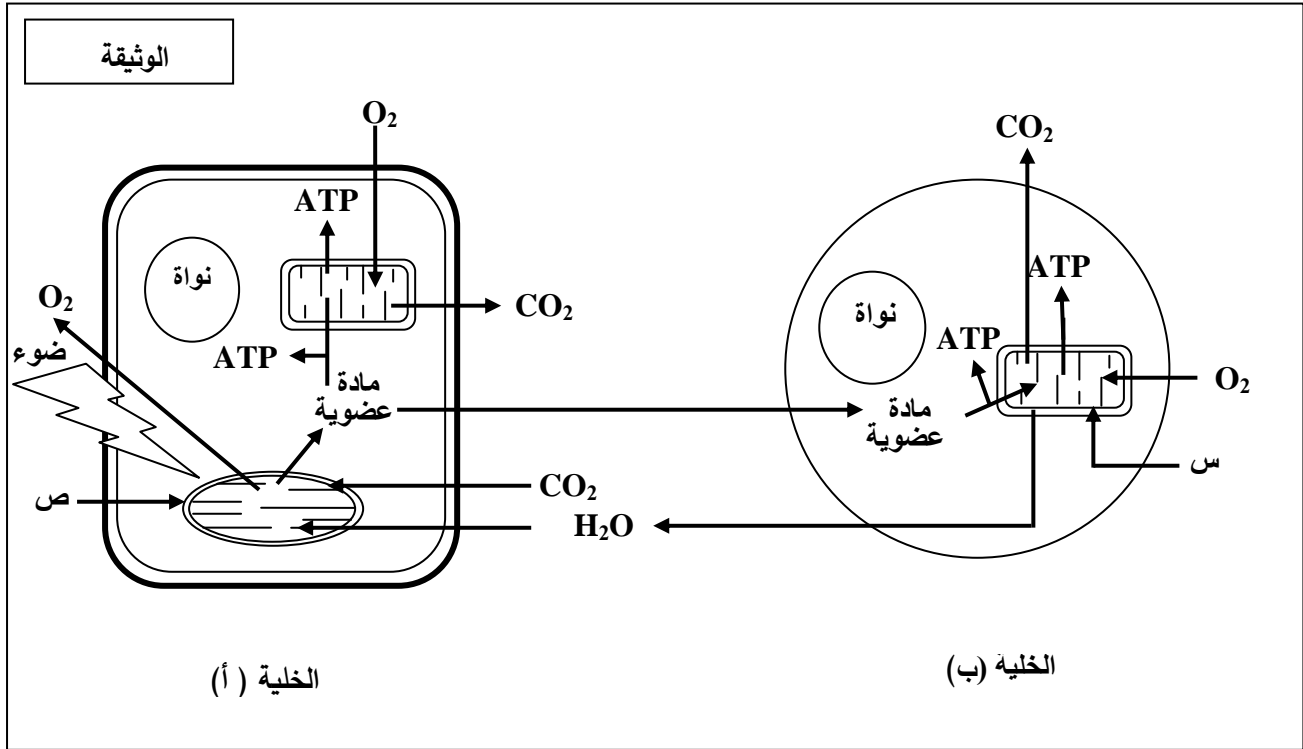 الوثيقة
O₂
ATP
نواة
CO₂
O₂
ضوء
ATP
مادة
عضوية
ص
CO₂
H₂O
الخلية ( أ)
CO₂
ATP
نواة
ATP
O₂
مادة
عضوية
س
الخلية (ب)